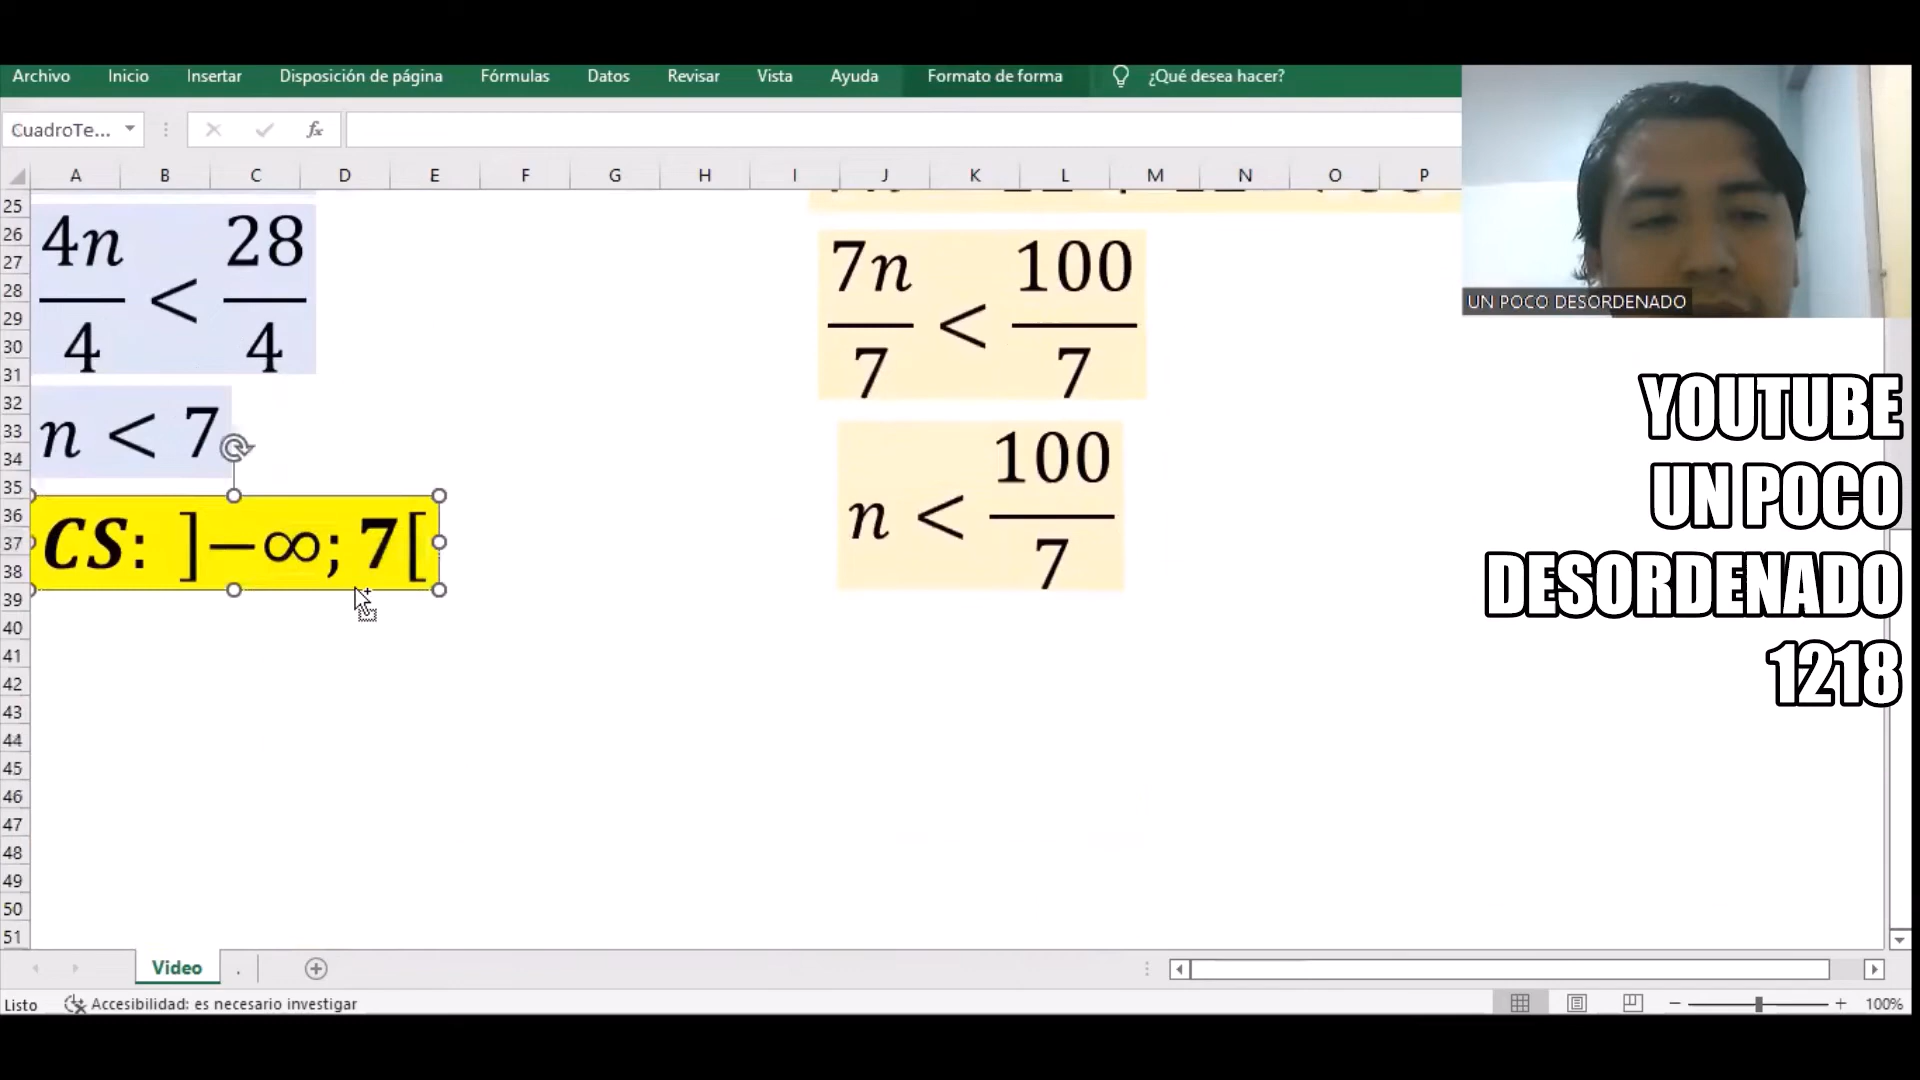 Archivo Inicio Insertar Disposición de página Fórmulas Datos Revisar Vista Ayuda Formato de forma ¿Qué desea hacer?
CuadroTe... fx
A B C D E F G H I J K L M N O P
25
26
27
28
29
30
31
32
33
34
35
36
37
38
39
40
41
42
43
44
45
46
47
48
49
50
51
4n/4 < 28/4
n < 7
CS: ]−∞; 7[
7n/7 < 100/7
n < 100/7
UN POCO DESORDENADO
YOUTUBE
UN POCO
DESORDENADO
1218
Video .
Listo Accesibilidad: es necesario investigar 100%